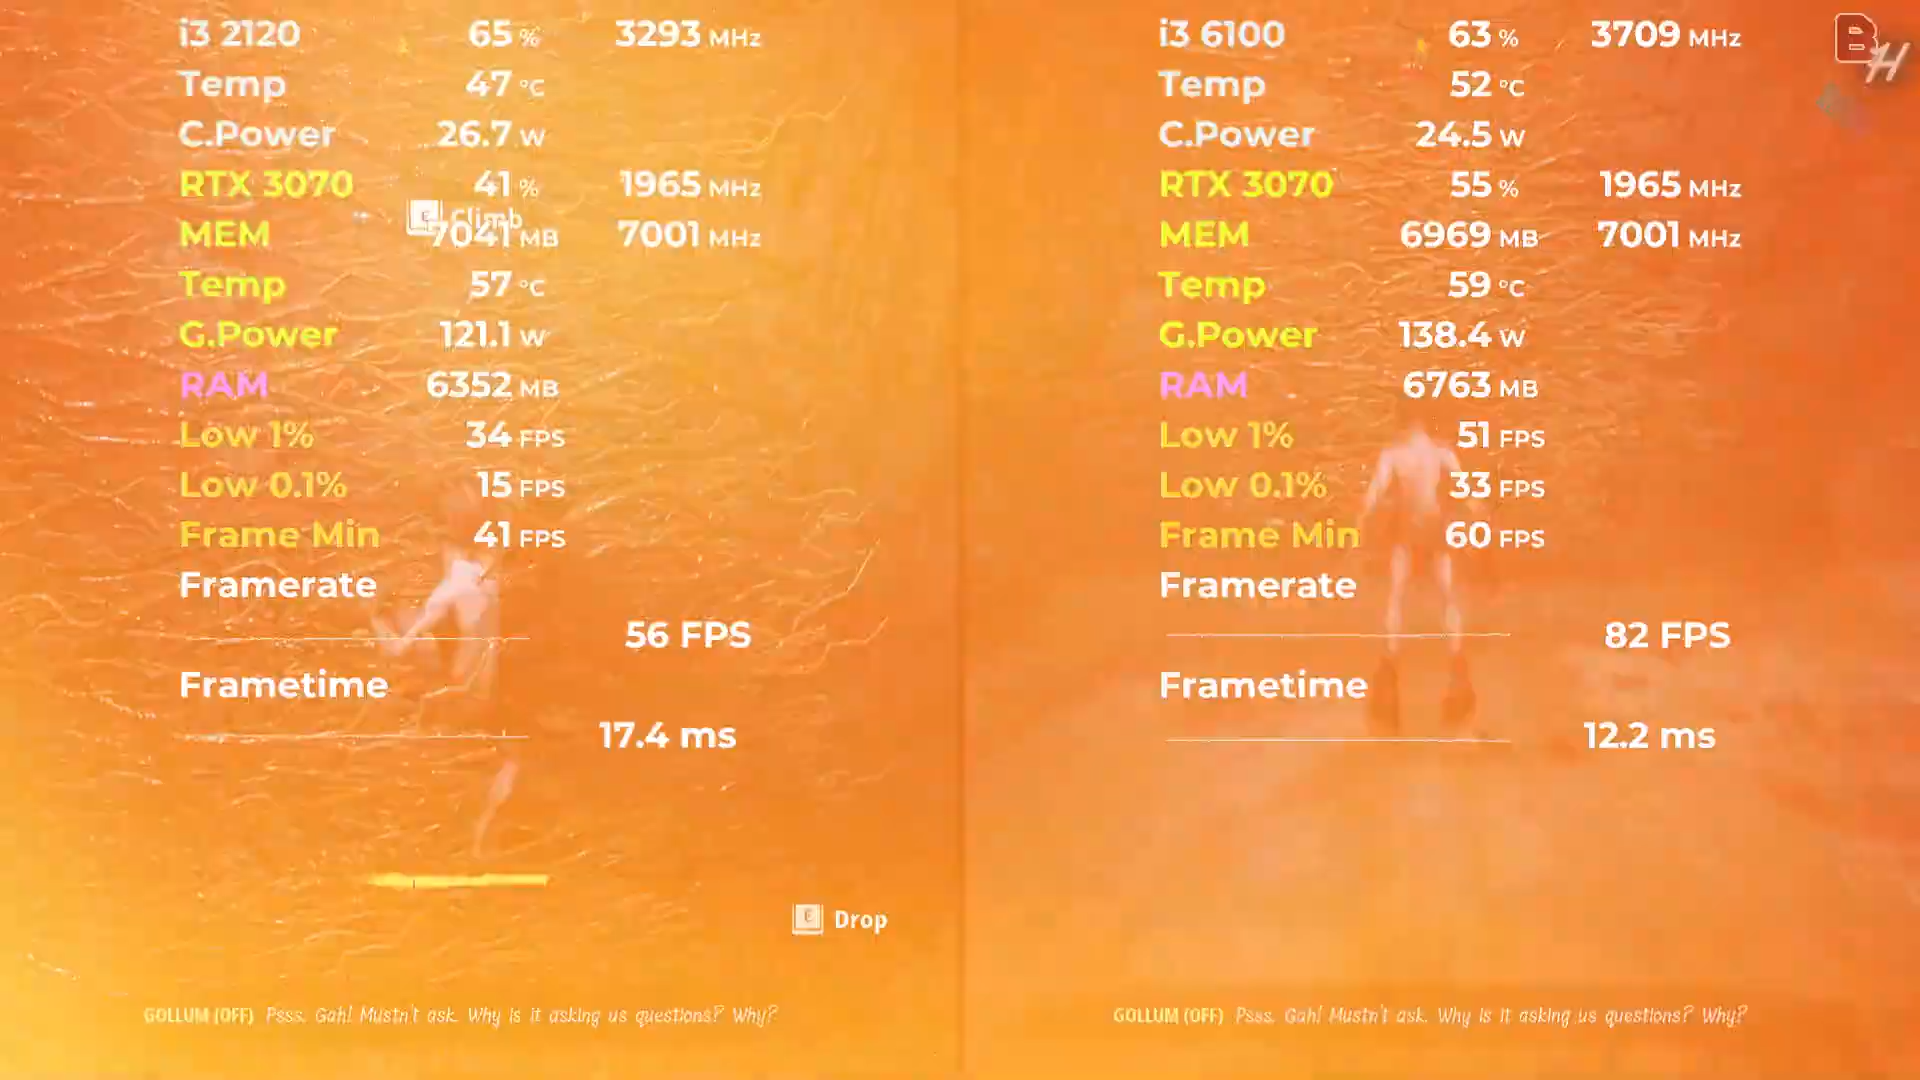 i3 2120 65 % 3293 MHz
Temp 47 °C
C.Power 26.7 W
RTX 3070 41 % 1965 MHz
E Climb
MEM 7041 MB 7001 MHz
Temp 57 °C
G.Power 121.1 W
RAM 6352 MB
Low 1% 34 FPS
Low 0.1% 15 FPS
Frame Min 41 FPS
Framerate
56 FPS
Frametime
17.4 ms
E Drop
GOLLUM (OFF) Psss. Gah! Mustn't ask. Why is it asking us questions? Why?
i3 6100 63 % 3709 MHz
Temp 52 °C
C.Power 24.5 W
RTX 3070 55 % 1965 MHz
MEM 6969 MB 7001 MHz
Temp 59 °C
G.Power 138.4 W
RAM 6763 MB
Low 1% 51 FPS
Low 0.1% 33 FPS
Frame Min 60 FPS
Framerate
82 FPS
Frametime
12.2 ms
GOLLUM (OFF) Psss. Gah! Mustn't ask. Why is it asking us questions? Why?
B
H